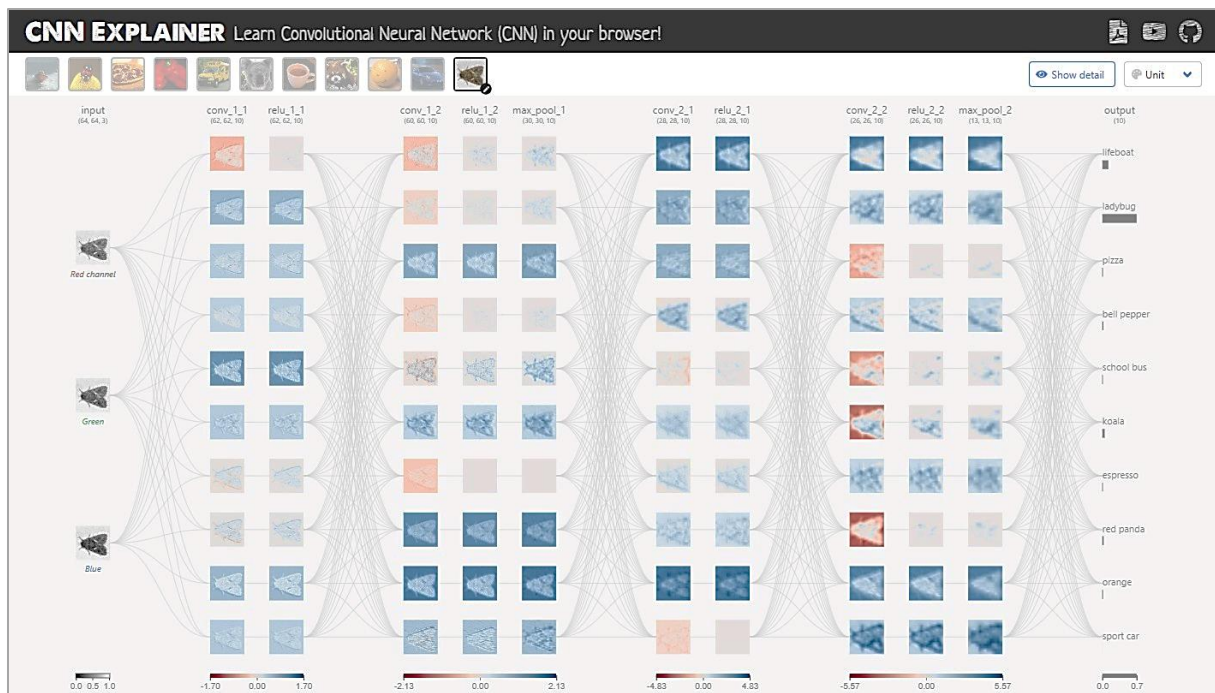 CNN EXPLAINER Learn Convolutional Neural Network (CNN) in your browser!
Show detail
Unit
input conv_1_1 relu_1_1 conv_1_2 relu_1_2 max_pool_1 conv_2_1 relu_2_1 conv_2_2 relu_2_2 max_pool_2 output
(64, 64, 3) (62, 62, 10) (62, 62, 10) (60, 60, 10) (60, 60, 10) (30, 30, 10) (28, 28, 10) (28, 28, 10) (26, 26, 10) (26, 26, 10) (13, 13, 10) (10)
lifeboat
ladybug
Red channel
pizza
bell pepper
school bus
Green
koala
espresso
red panda
Blue
orange
sport car
0.0 0.5 1.0 -1.70 0.00 1.70 -2.13 0.00 2.13 -4.83 0.00 4.83 -5.57 0.00 5.57 0.0 0.7